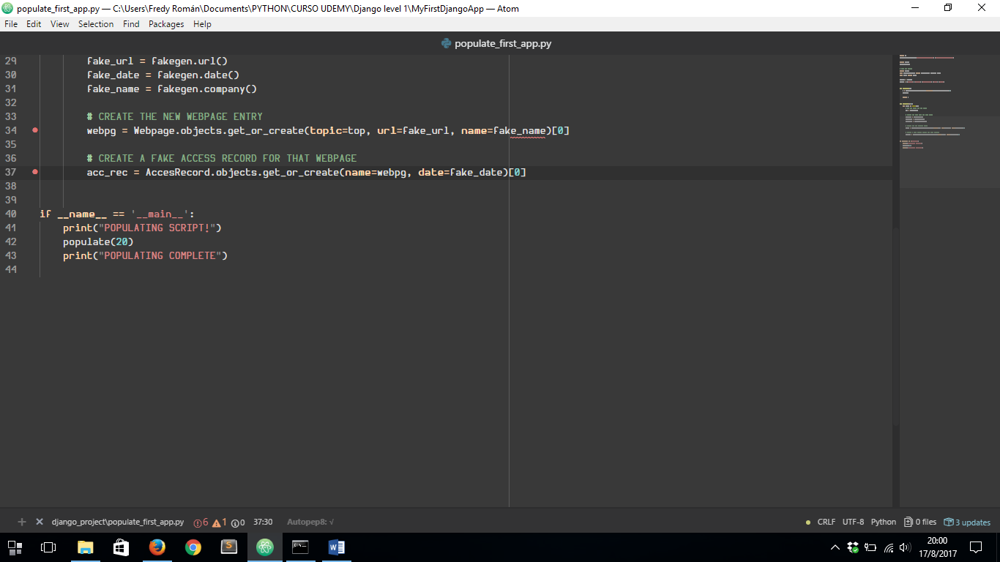 populate_first_app.py — C:\Users\Fredy Román\Documents\PYTHON\CURSO UDEMY\Django level 1\MyFirstDjangoApp — Atom
File Edit View Selection Find Packages Help
populate_first_app.py
29 fake_url = fakegen.url()
30 fake_date = fakegen.date()
31 fake_name = fakegen.company()
32
33 # CREATE THE NEW WEBPAGE ENTRY
34 webpg = Webpage.objects.get_or_create(topic=top, url=fake_url, name=fake_name)[0]
35
36 # CREATE A FAKE ACCESS RECORD FOR THAT WEBPAGE
37 acc_rec = AccesRecord.objects.get_or_create(name=webpg, date=fake_date)[0]
38
39
40 if __name__ == '__main__':
41 print("POPULATING SCRIPT!")
42 populate(20)
43 print("POPULATING COMPLETE")
44
django_project\populate_first_app.py 6 1 0 37:30 Autopep8: √ CRLF UTF-8 Python 0 files 3 updates
20:00
17/8/2017